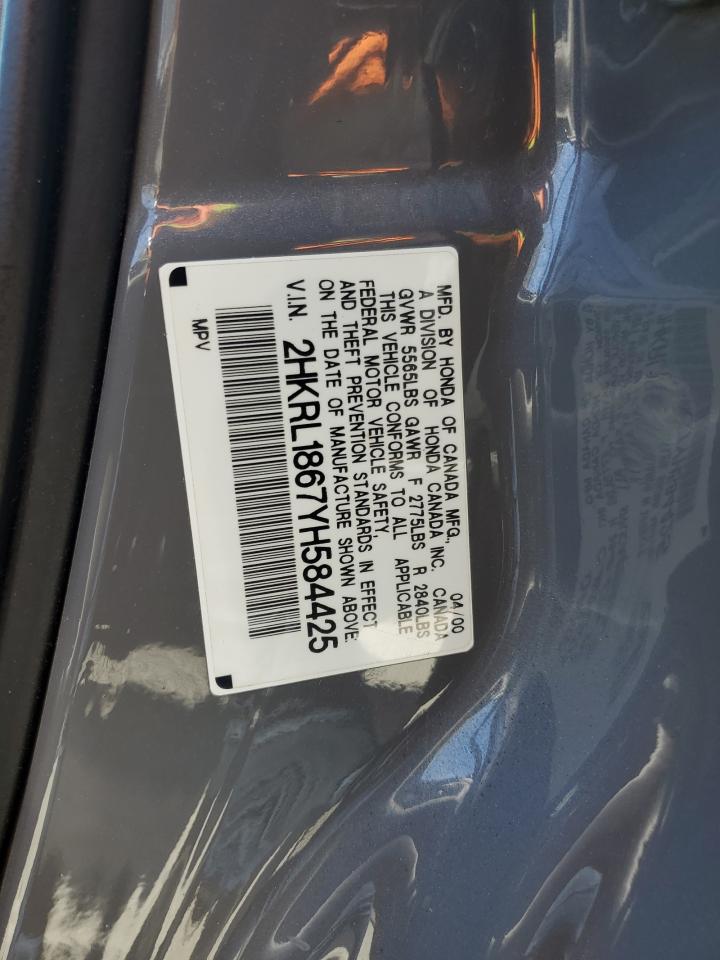 MFD. BY HONDA OF CANADA MFG., 04/00
A DIVISION OF HONDA CANADA INC. CANADA
GVWR 5565LBS GAWR F 2775LBS R 2840LBS
THIS VEHICLE CONFORMS TO ALL APPLICABLE
FEDERAL MOTOR VEHICLE SAFETY,
AND THEFT PREVENTION STANDARDS IN EFFECT
ON THE DATE OF MANUFACTURE SHOWN ABOVE.
V.I.N. 2HKRL1867YH584425
MPV